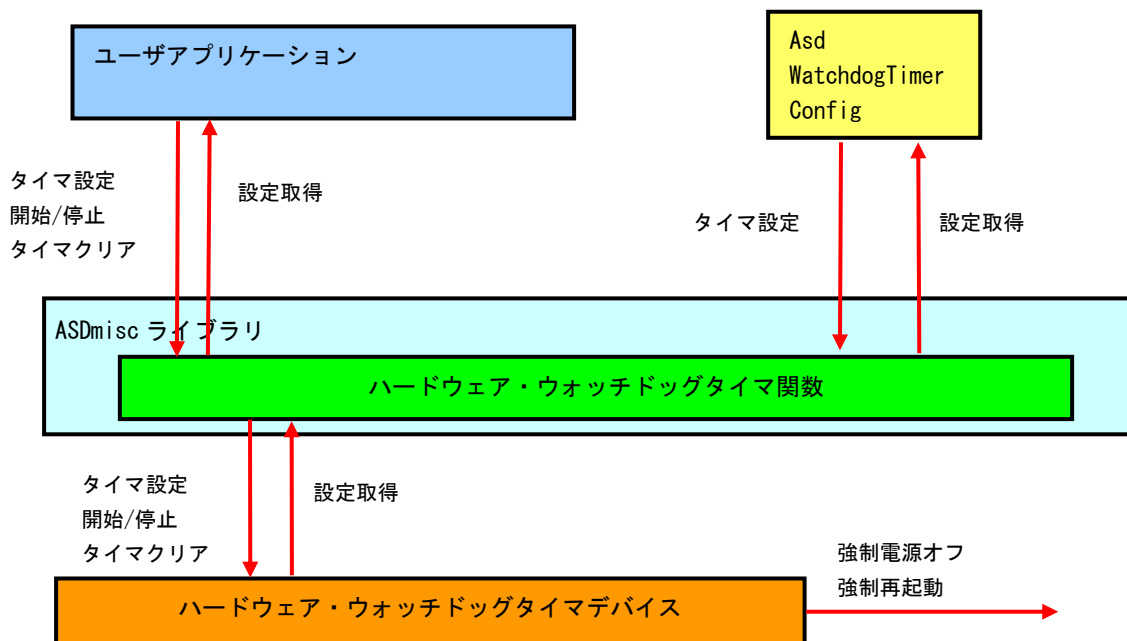 ユーザアプリケーション
Asd
WatchdogTimer
Config
タイマ設定
開始/停止
タイマクリア
設定取得
タイマ設定
設定取得
ASDmisc ライブラリ
ハードウェア・ウォッチドッグタイマ関数
タイマ設定
開始/停止
タイマクリア
設定取得
強制電源オフ
強制再起動
ハードウェア・ウォッチドッグタイマデバイス